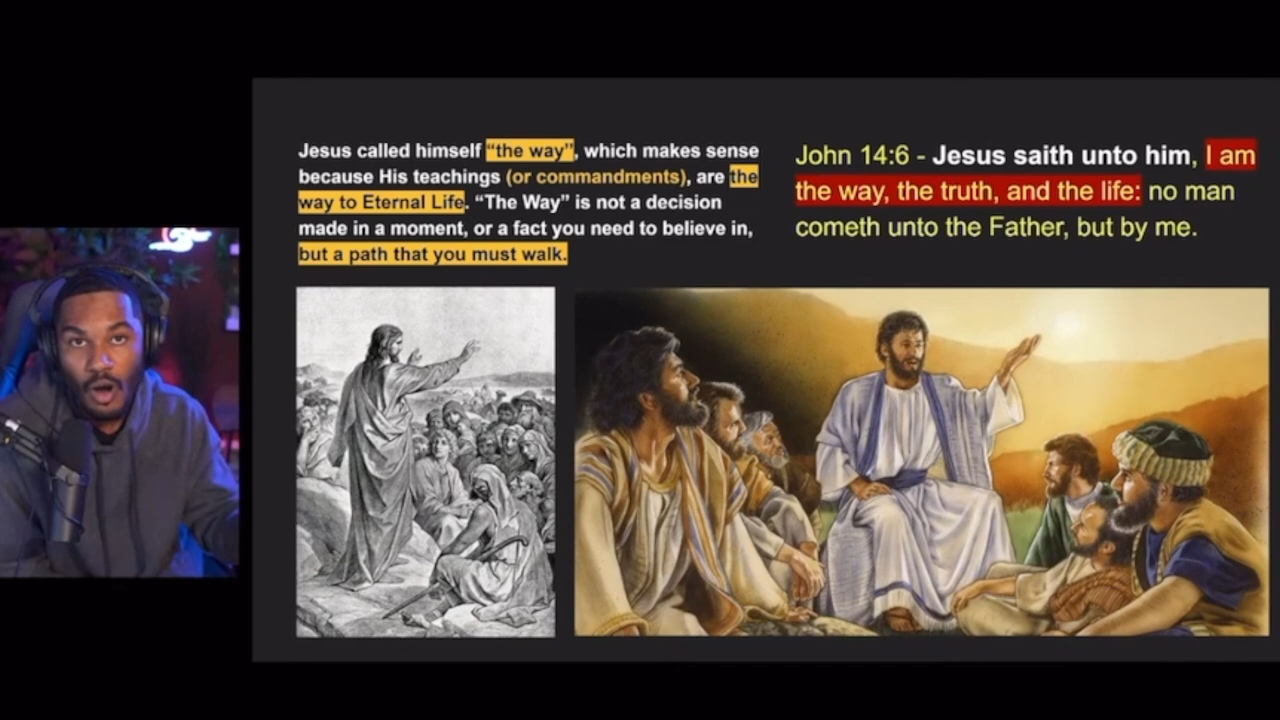 Jesus called himself “the way”, which makes sense
because His teachings (or commandments), are the
way to Eternal Life. “The Way” is not a decision
made in a moment, or a fact you need to believe in,
but a path that you must walk.
John 14:6 - Jesus saith unto him, I am
the way, the truth, and the life: no man
cometh unto the Father, but by me.